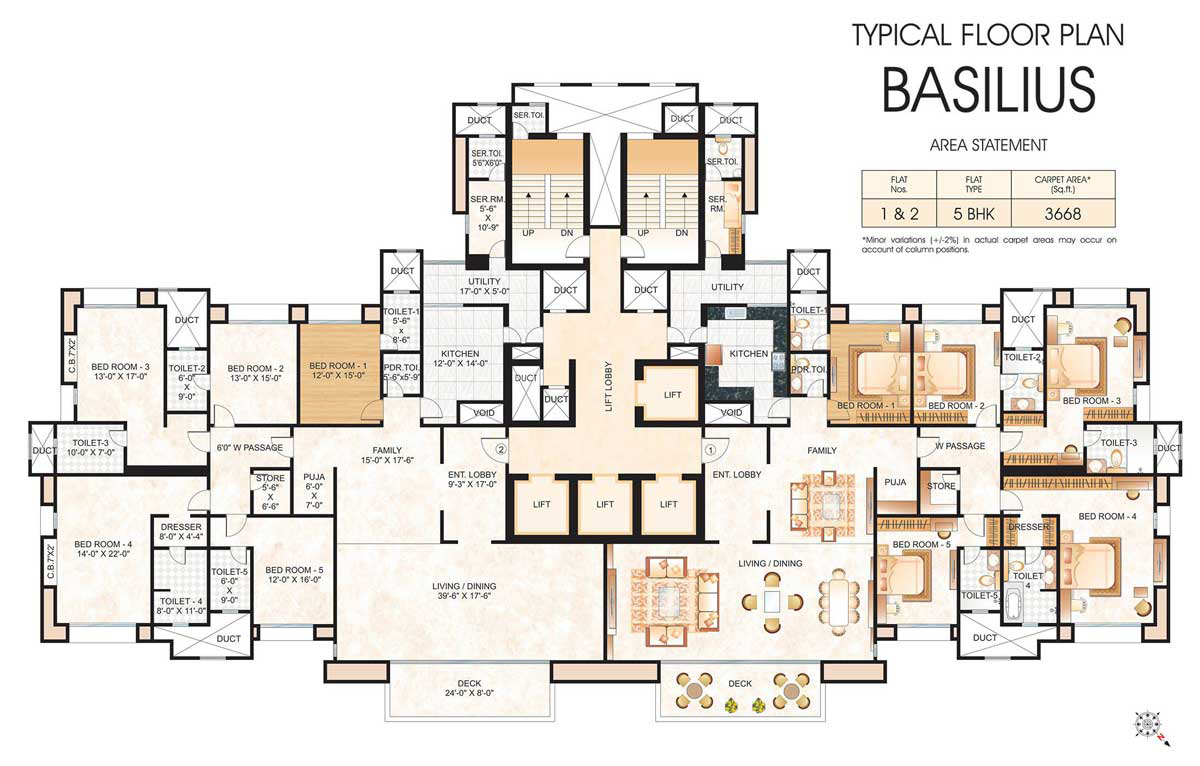 TYPICAL FLOOR PLAN
BASILIUS
AREA STATEMENT
FLAT
Nos.
FLAT
TYPE
CARPET AREA*
(Sq.ft.)
1 & 2
5 BHK
3668
*Minor variations (+/-2%) in actual carpet areas may occur on
account of column positions.
DUCT
SER.TOI.
DUCT
DUCT
SER.TOI.
5'6"X6'0"
SER.TOI.
SER.RM.
5'-6"
X
10'-9"
SER.
RM.
UP
DN
UP
DN
DUCT
UTILITY
17'-0" X 5'-0"
DUCT
DUCT
UTILITY
DUCT
DUCT
TOILET-1
5'-6"
X
8'-6"
TOILET-1
DUCT
C.B.7'X2'
BED ROOM - 3
13'-0" X 17'-0"
TOILET-2
6'-0"
X
9'-0"
BED ROOM - 2
13'-0" X 15'-0"
BED ROOM - 1
12'-0" X 15'-0"
PDR.TOI.
5'-6"x5'-9"
KITCHEN
12'-0" X 14'-0"
DUCT
DUCT
VOID
LIFT LOBBY
LIFT
KITCHEN
VOID
PDR.TOI.
BED ROOM - 1
BED ROOM - 2
TOILET-2
BED ROOM - 3
DUCT
TOILET-3
10'-0" X 7'-0"
6'0" W PASSAGE
FAMILY
15'-0" X 17'-6"
2
1
FAMILY
W PASSAGE
TOILET-3
DUCT
STORE
5'-6"
X
6'-6"
PUJA
6'-0"
X
7'-0"
ENT. LOBBY
9'-3" X 17'-0"
ENT. LOBBY
PUJA
STORE
LIFT
LIFT
LIFT
BED ROOM - 4
14'-0" X 22'-0"
C.B.7'X2'
DRESSER
8'-0" X 4'-4"
DRESSER
BED ROOM - 4
TOILET - 4
8'-0" X 11'-0"
TOILET-5
6'-0"
X
9'-0"
BED ROOM - 5
12'-0" X 16'-0"
LIVING / DINING
39'-6" X 17'-6"
LIVING / DINING
BED ROOM - 5
TOILET-5
TOILET
4
DUCT
DUCT
DECK
24'-0" X 8'-0"
DECK
N